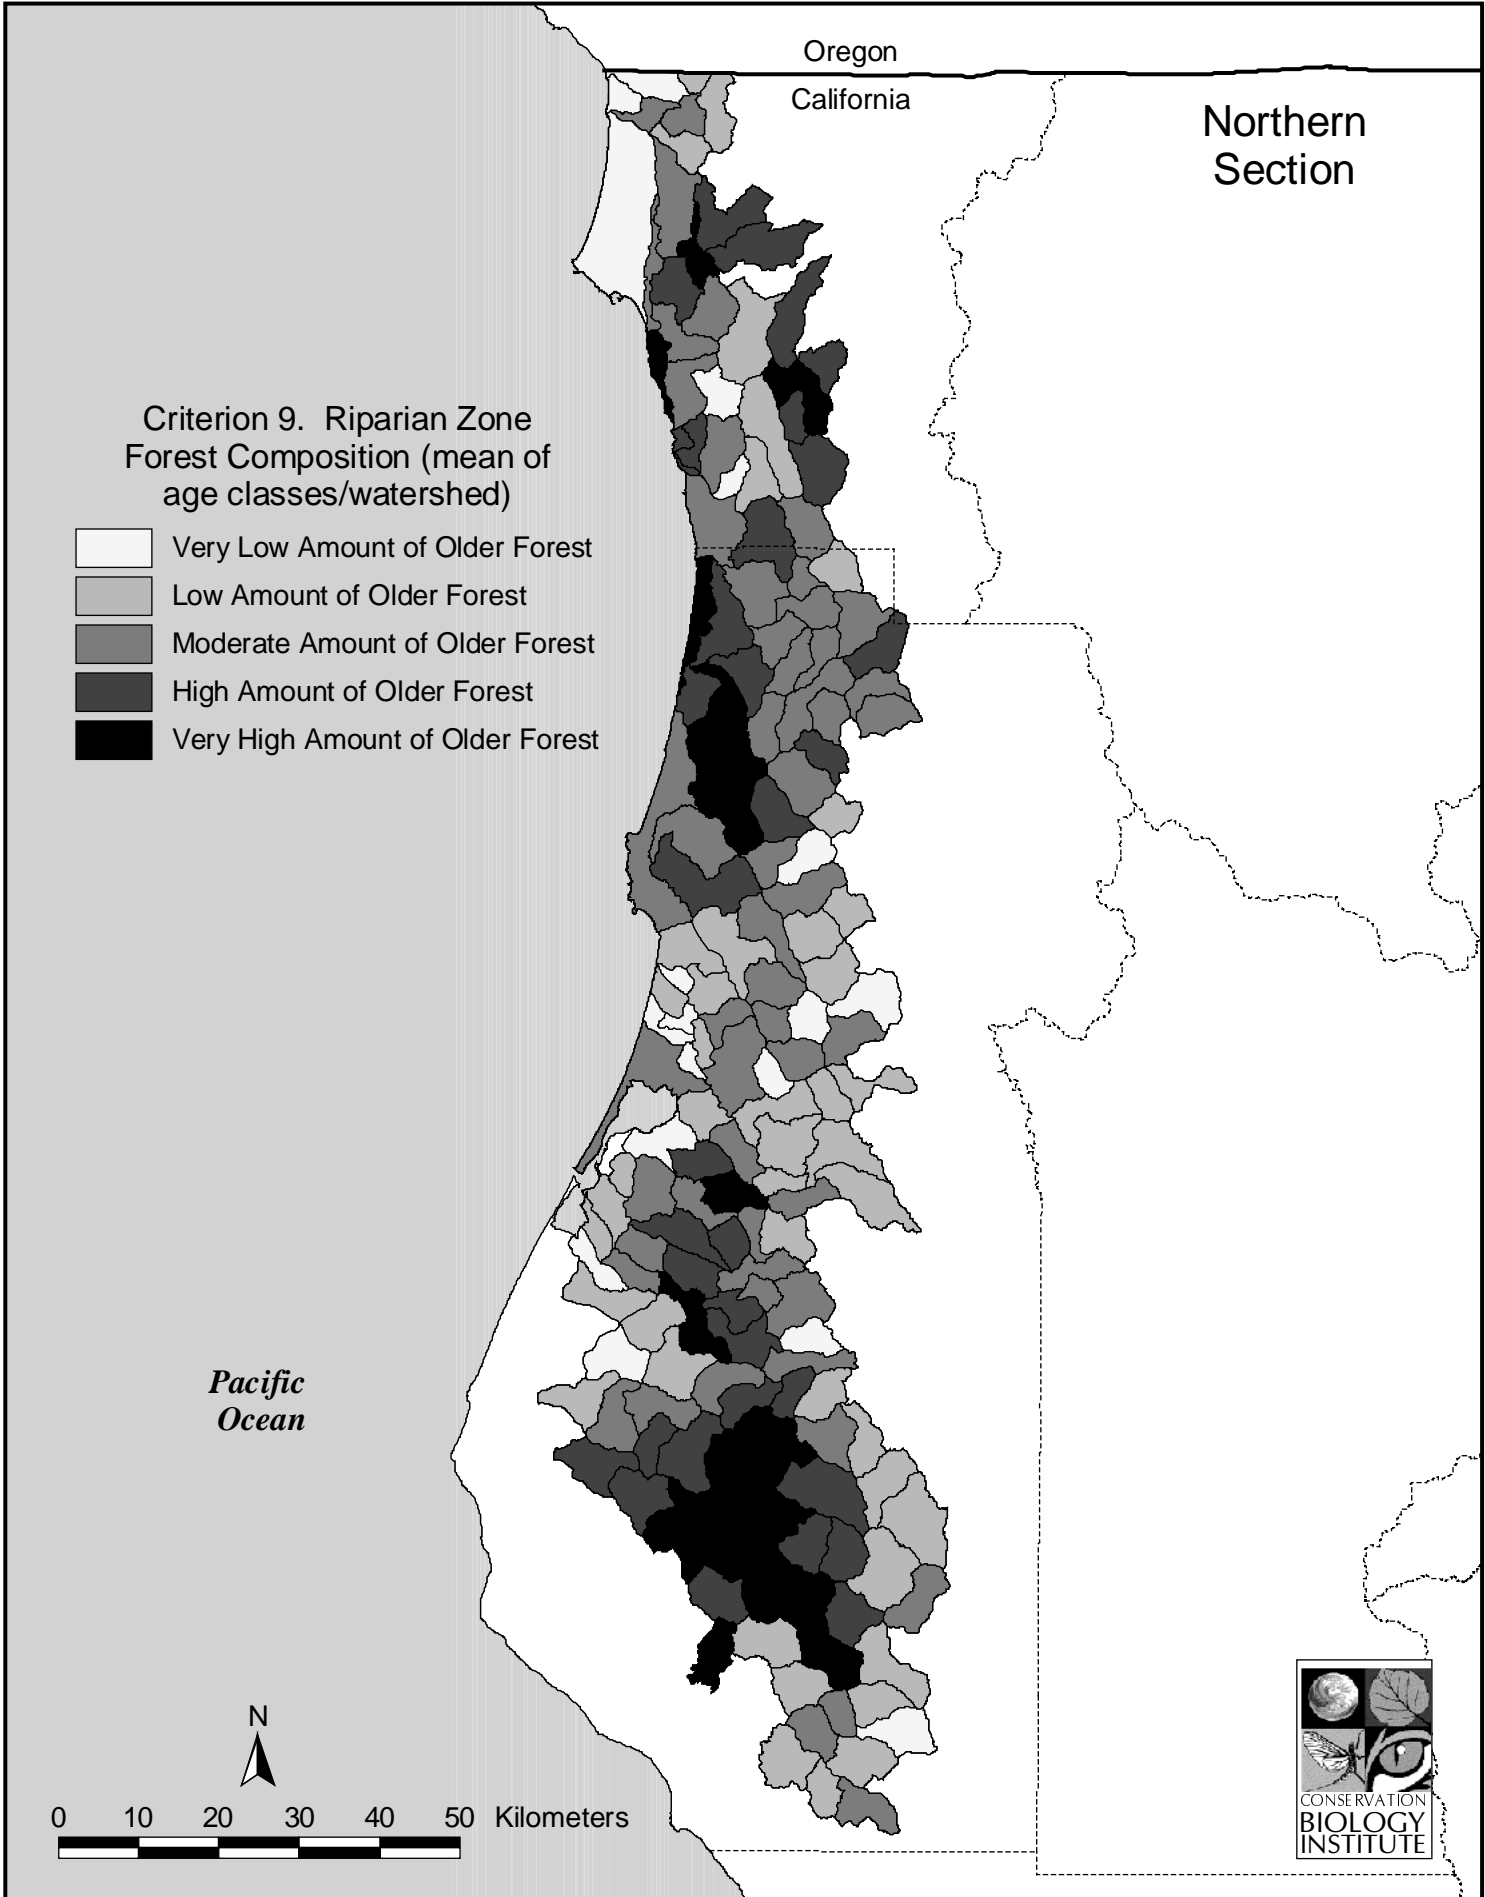 Oregon
California
Northern
Section
Criterion 9. Riparian Zone
Forest Composition (mean of
age classes/watershed)
Very Low Amount of Older Forest
Low Amount of Older Forest
Moderate Amount of Older Forest
High Amount of Older Forest
Very High Amount of Older Forest
Pacific
Ocean
N
0 10 20 30 40 50 Kilometers
CONSERVATION
BIOLOGY
INSTITUTE